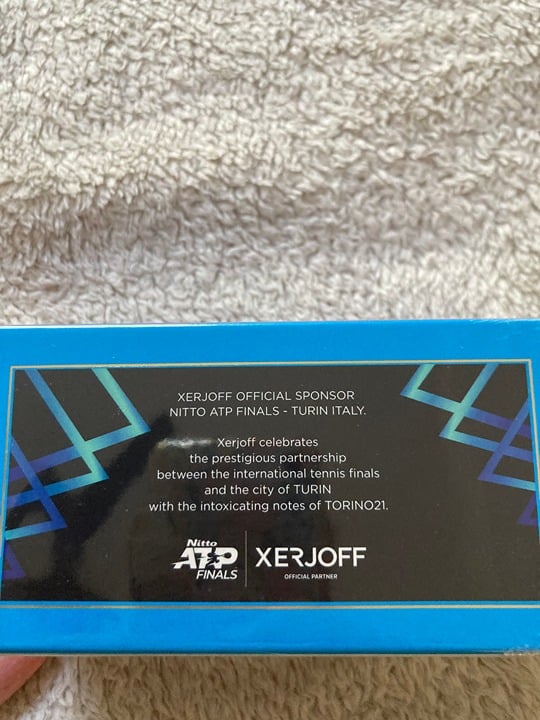 XERJOFF OFFICIAL SPONSOR
NITTO ATP FINALS - TURIN ITALY.
Xerjoff celebrates
the prestigious partnership
between the international tennis finals
and the city of TURIN
with the intoxicating notes of TORINO21.
Nitto
ATP
FINALS
XERJOFF
OFFICIAL PARTNER